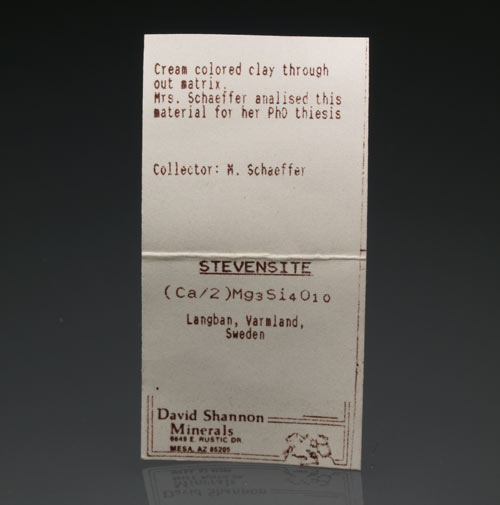 Cream colored clay through
out matrix.
Mrs. Schaeffer analised this
material for her PhD thiesis
Collector: M. Schaeffer
STEVENSITE
(Ca/2)Mg₃Si₄O₁₀
Langban, Varmland,
Sweden
David Shannon
Minerals
6649 E. RUSTIC DR.
MESA, AZ 85205